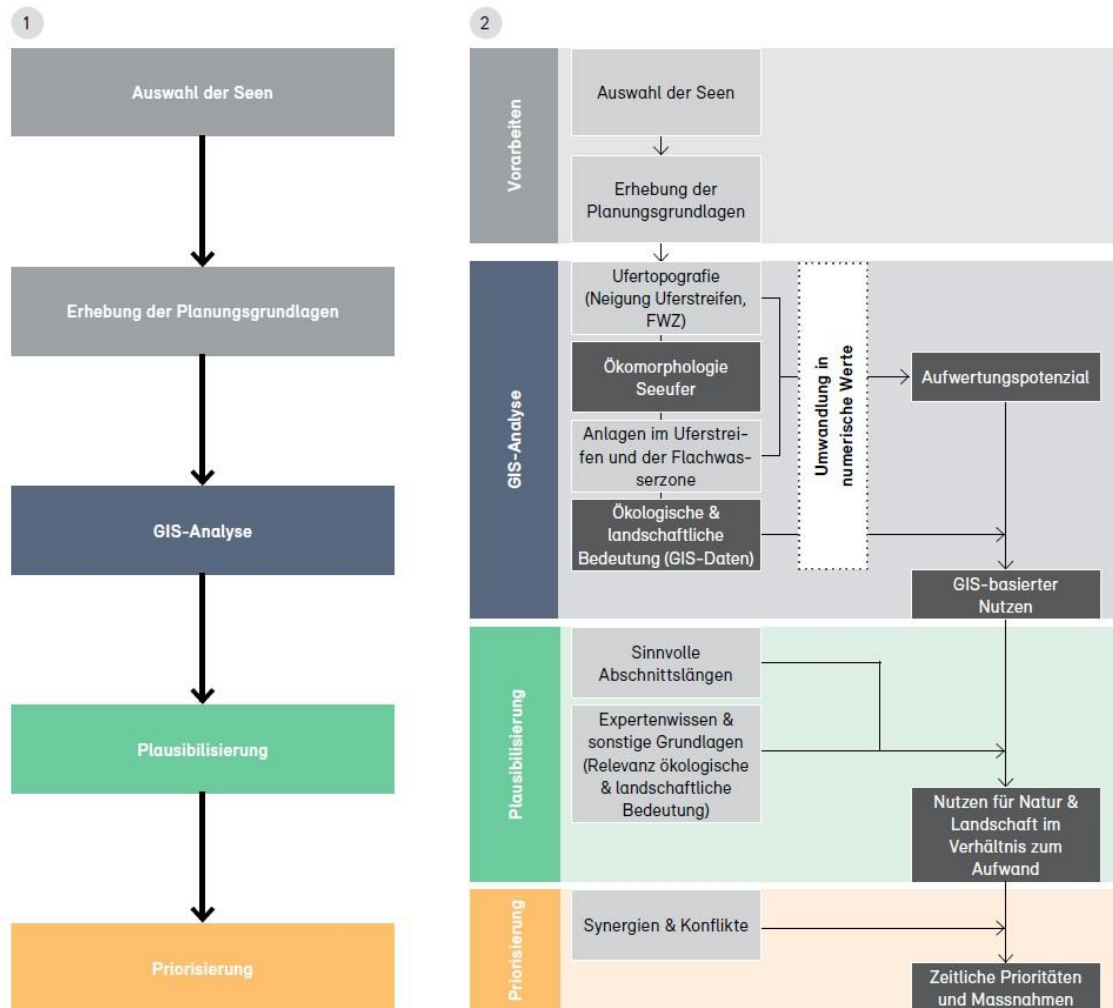 1
Auswahl der Seen
Erhebung der Planungsgrundlagen
GIS-Analyse
Plausibilisierung
Priorisierung
2
Vorarbeiten
Auswahl der Seen
Erhebung der
Planungsgrundlagen
GIS-Analyse
Ufertopografie
(Neigung Uferstreifen,
FWZ)
Ökomorphologie
Seeufer
Anlagen im Uferstrei-
fen und der Flachwas-
serzone
Ökologische &
landschaftliche
Bedeutung (GIS-Daten)
Umwandlung in
numerische Werte
Aufwertungspotenzial
GIS-basierter
Nutzen
Plausibilisierung
Sinnvolle
Abschnittslängen
Expertenwissen &
sonstige Grundlagen
(Relevanz ökologische
& landschaftliche
Bedeutung)
Nutzen für Natur &
Landschaft im
Verhältnis zum
Aufwand
Priorisierung
Synergien & Konflikte
Zeitliche Prioritäten
und Massnahmen